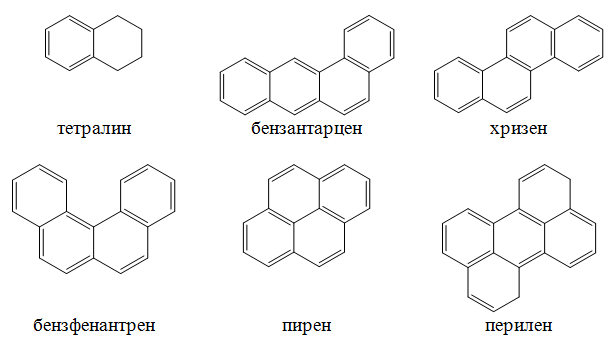 тетралин
бензантарцен
хризен
бензфенантрен
пирен
перилен